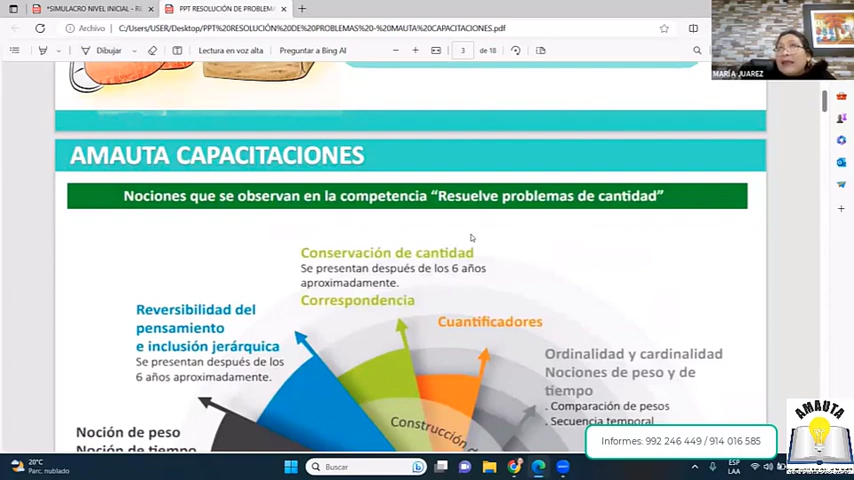 *SIMULACRO NIVEL INICIAL - RE
PPT RESOLUCIÓN DE PROBLEMA
Archivo
C:/Users/USER/Desktop/PPT%20RESOLUCIÓN%20DE%20PROBLEMAS%20-%20MAUTA%20CAPACITACIONES.pdf
Dibujar
Lectura en voz alta
Preguntar a Bing AI
3
de 18
MARÍA JUAREZ
AMAUTA CAPACITACIONES
Nociones que se observan en la competencia “Resuelve problemas de cantidad”
Conservación de cantidad
Se presentan después de los 6 años
aproximadamente.
Correspondencia
Reversibilidad del
pensamiento
e inclusión jerárquica
Se presentan después de los
6 años aproximadamente.
Cuantificadores
Ordinalidad y cardinalidad
Nociones de peso y de
tiempo
. Comparación de pesos
. Secuencia temporal
Noción de peso
Noción de tiempo
Construcción d
Informes: 992 246 449 / 914 016 585
AMAUTA
20°C
Parc. nublado
Buscar
ESP
LAA